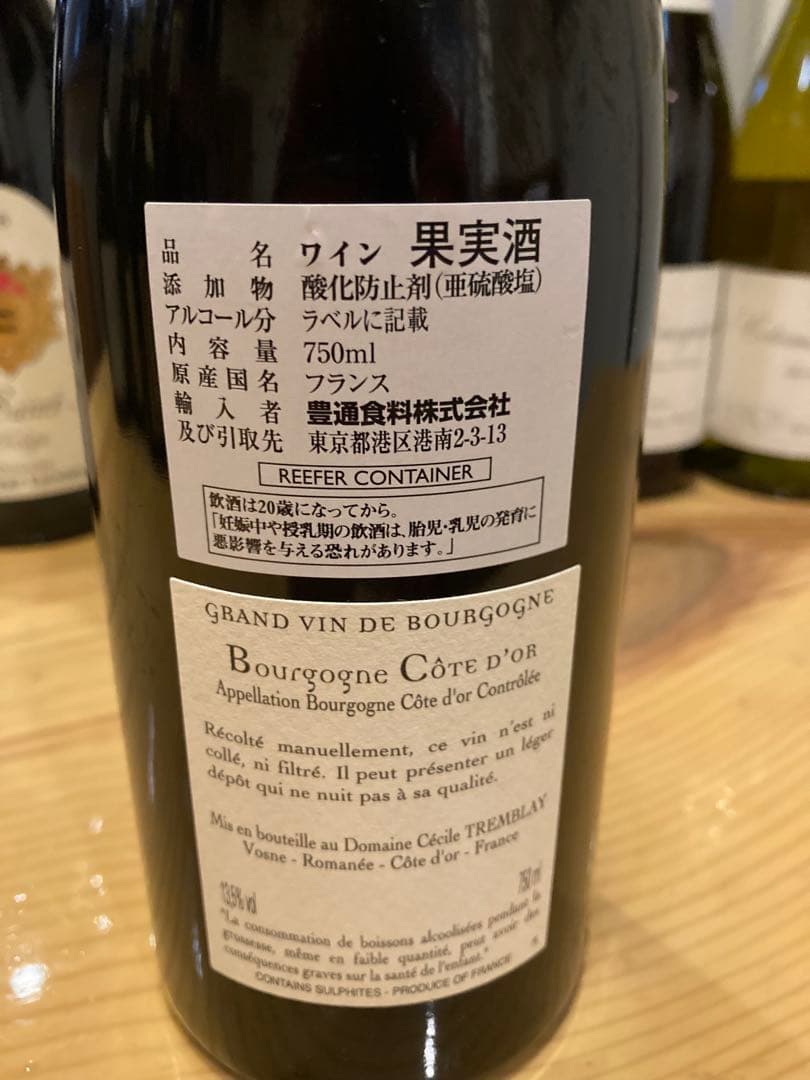 品名 ワイン 果実酒
添加物 酸化防止剤(亜硫酸塩)
アルコール分 ラベルに記載
内容量 750ml
原産国名 フランス
輸入者 豊通食料株式会社
及び引取先 東京都港区港南2-3-13
REEFER CONTAINER
飲酒は20歳になってから。
「妊娠中や授乳期の飲酒は、胎児・乳児の発育に
悪影響を与える恐れがあります。」
GRAND VIN DE BOURGOGNE
Bourgogne CÔTE D'OR
Appellation Bourgogne Côte d'or Contrôlée
Récolté manuellement, ce vin n'est ni
collé, ni filtré. Il peut présenter un léger
dépôt qui ne nuit pas à sa qualité.
Mis en bouteille au Domaine Cécile TREMBLAY
Vosne - Romanée - Côte d'or - France
13,5% vol 750 ml
"La consommation de boissons alcoolisées pendant la
grossesse, même en faible quantité, peut avoir des
conséquences graves sur la santé de l'enfant."
CONTAINS SULPHITES - PRODUCE OF FRANCE